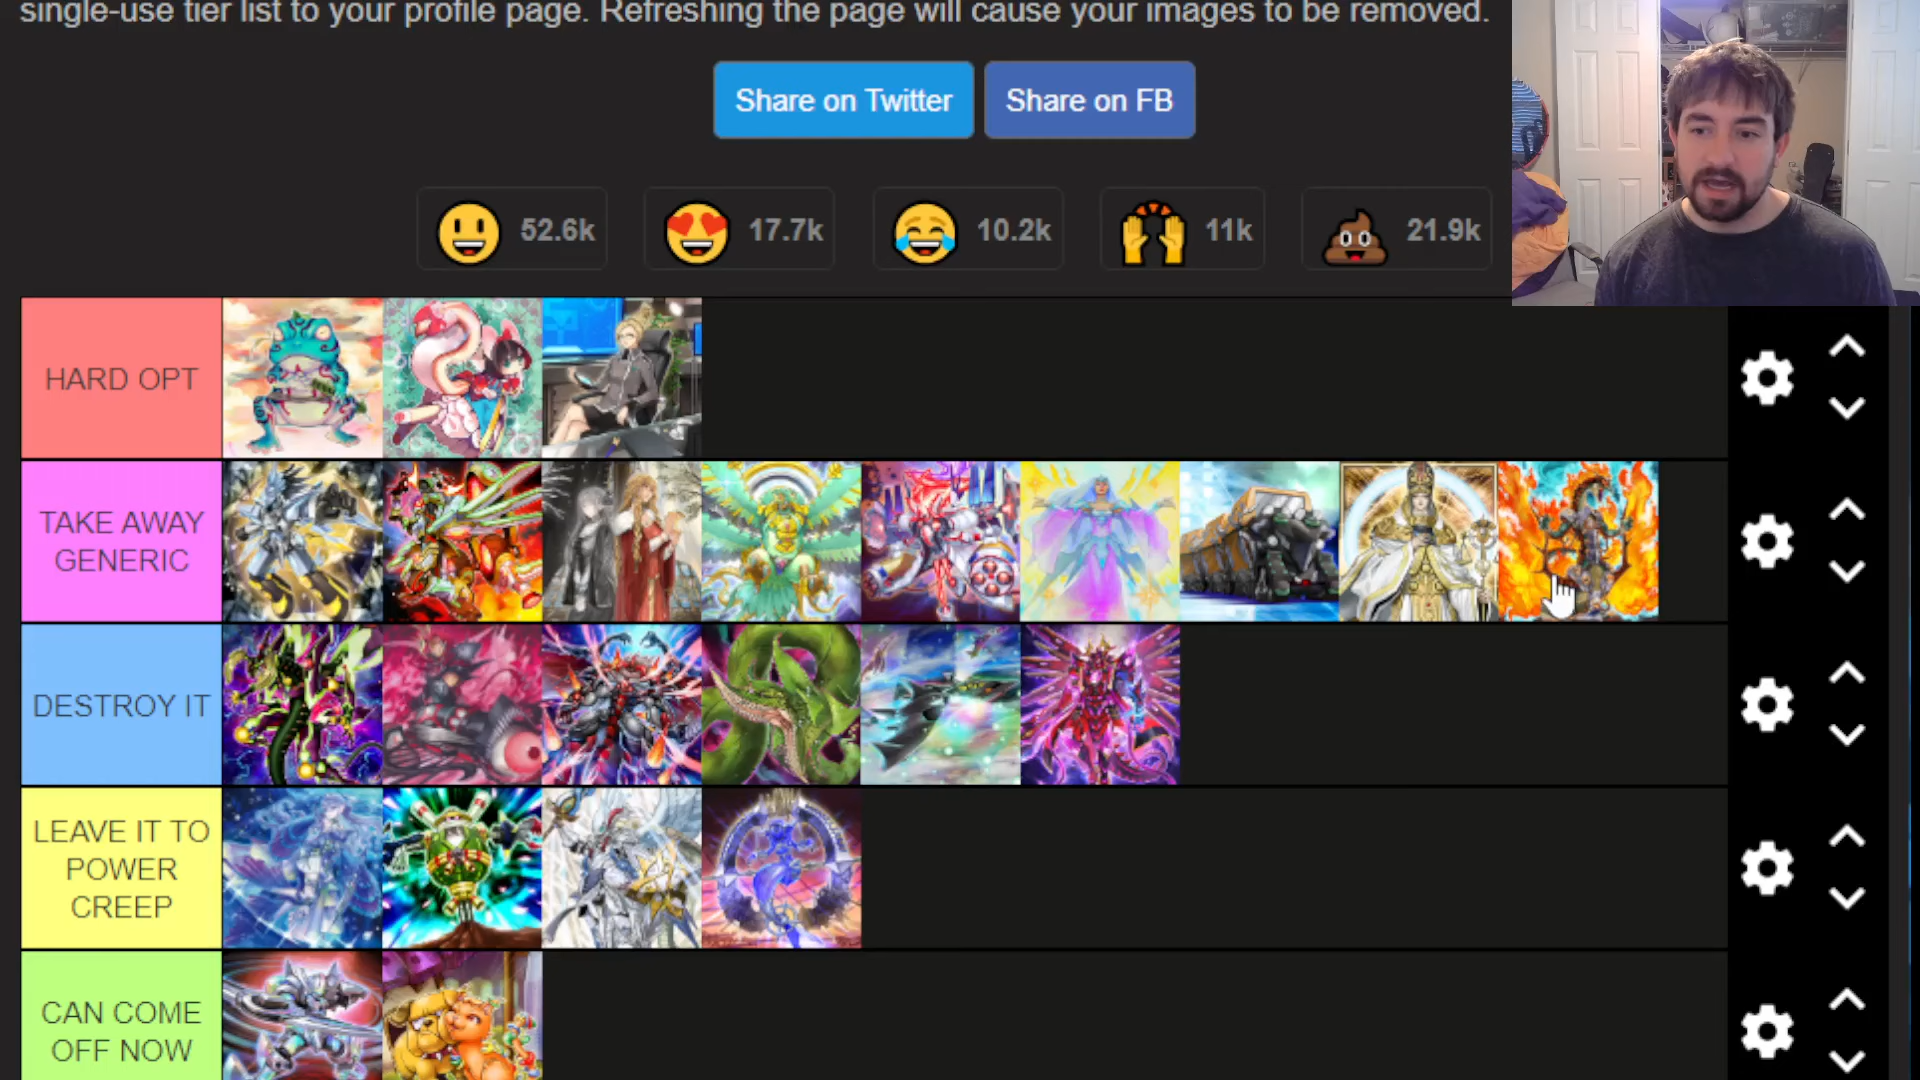 single-use tier list to your profile page. Refreshing the page will cause your images to be removed.
Share on Twitter
Share on FB
52.6k
17.7k
10.2k
11k
21.9k
HARD OPT
TAKE AWAY
GENERIC
DESTROY IT
LEAVE IT TO
POWER
CREEP
CAN COME
OFF NOW